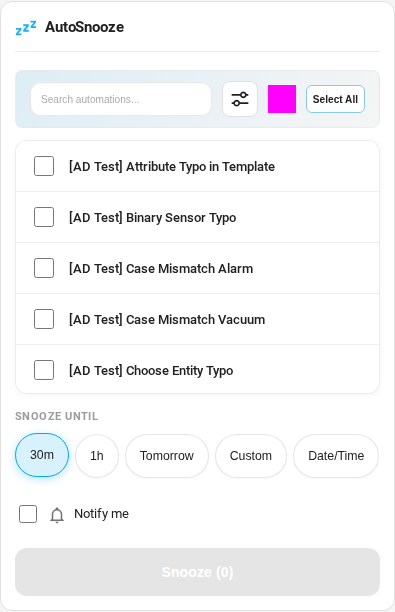 zzz AutoSnooze
Search automations...
Select All
[AD Test] Attribute Typo in Template
[AD Test] Binary Sensor Typo
[AD Test] Case Mismatch Alarm
[AD Test] Case Mismatch Vacuum
[AD Test] Choose Entity Typo
SNOOZE UNTIL
30m 1h Tomorrow Custom Date/Time
Notify me
Snooze (0)